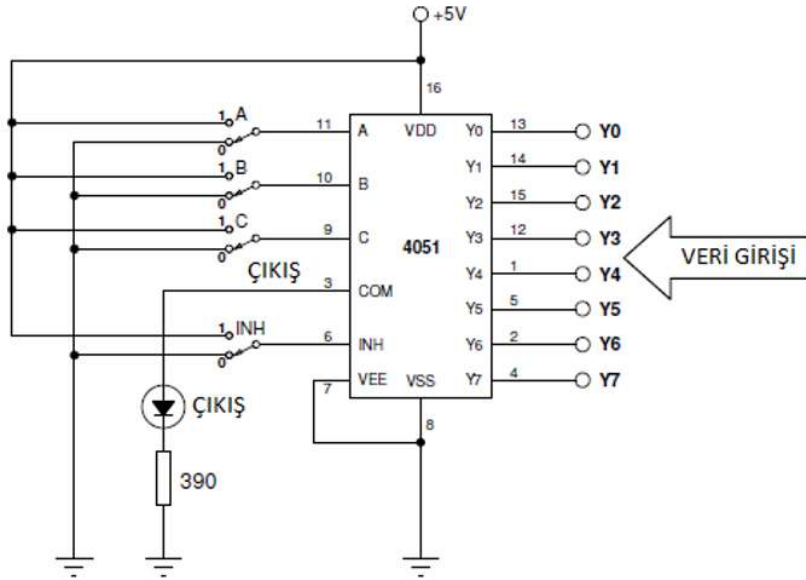 +5V
16
1 A
0
11 A
VDD
Y0 13 Y0
Y1 14 Y1
1 B
0
10 B
Y2 15 Y2
1 C
0
9 C
4051
Y3 12 Y3
VERİ GİRİŞİ
ÇIKIŞ
3 COM
Y4 1 Y4
Y5 5 Y5
1 INH
0
6 INH
Y6 2 Y6
7 VEE
VSS
Y7 4 Y7
ÇIKIŞ
8
390